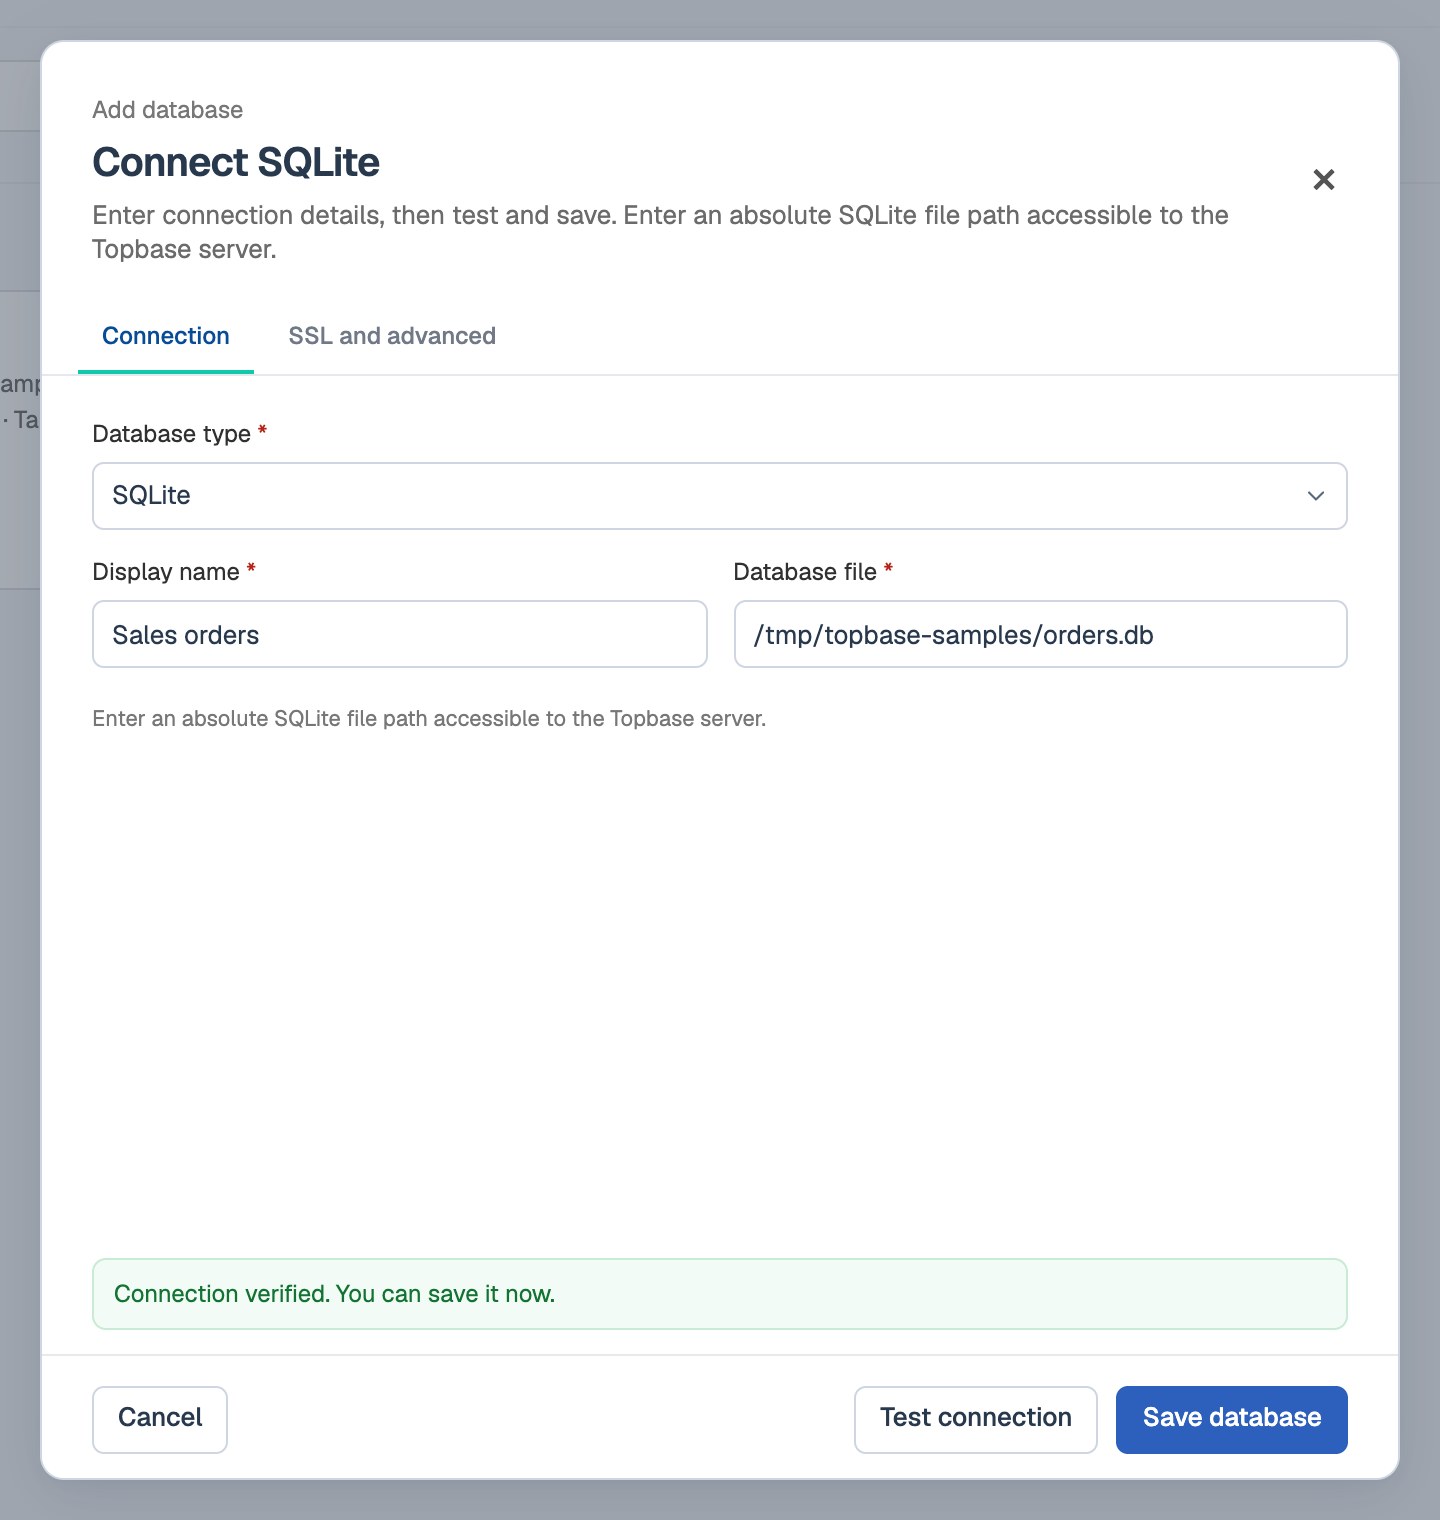 Add database
Connect SQLite
Enter connection details, then test and save. Enter an absolute SQLite file path accessible to the
Topbase server.
Connection
SSL and advanced
Database type *
SQLite
Display name *
Database file *
Sales orders
/tmp/topbase-samples/orders.db
Enter an absolute SQLite file path accessible to the Topbase server.
Connection verified. You can save it now.
Cancel
Test connection
Save database